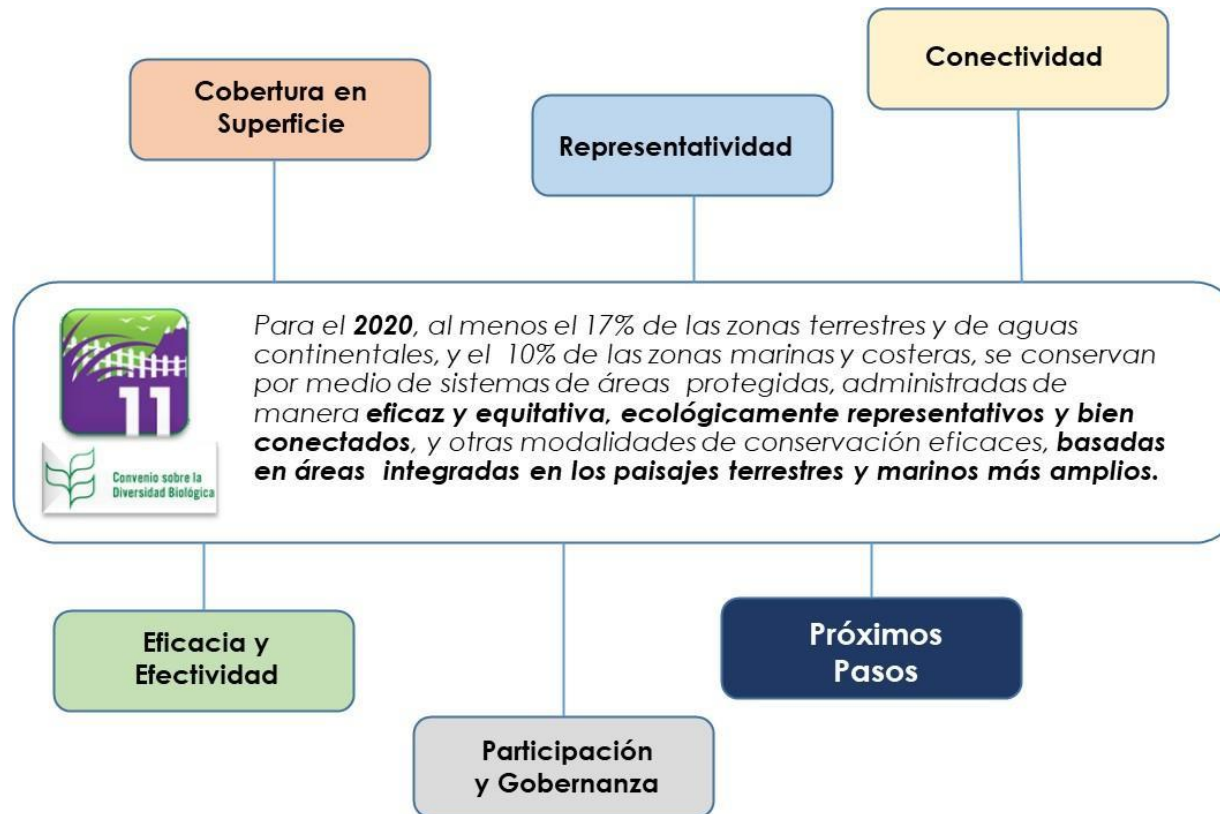 Conectividad
Cobertura en
Superficie
Representatividad
Para el 2020, al menos el 17% de las zonas terrestres y de aguas
continentales, y el 10% de las zonas marinas y costeras, se conservan
por medio de sistemas de áreas protegidas, administradas de
manera eficaz y equitativa, ecológicamente representativos y bien
conectados, y otras modalidades de conservación eficaces, basadas
en áreas integradas en los paisajes terrestres y marinos más amplios.
11
Convenio sobre la
Diversidad Biológica
Eficacia y
Efectividad
Próximos
Pasos
Participación
y Gobernanza